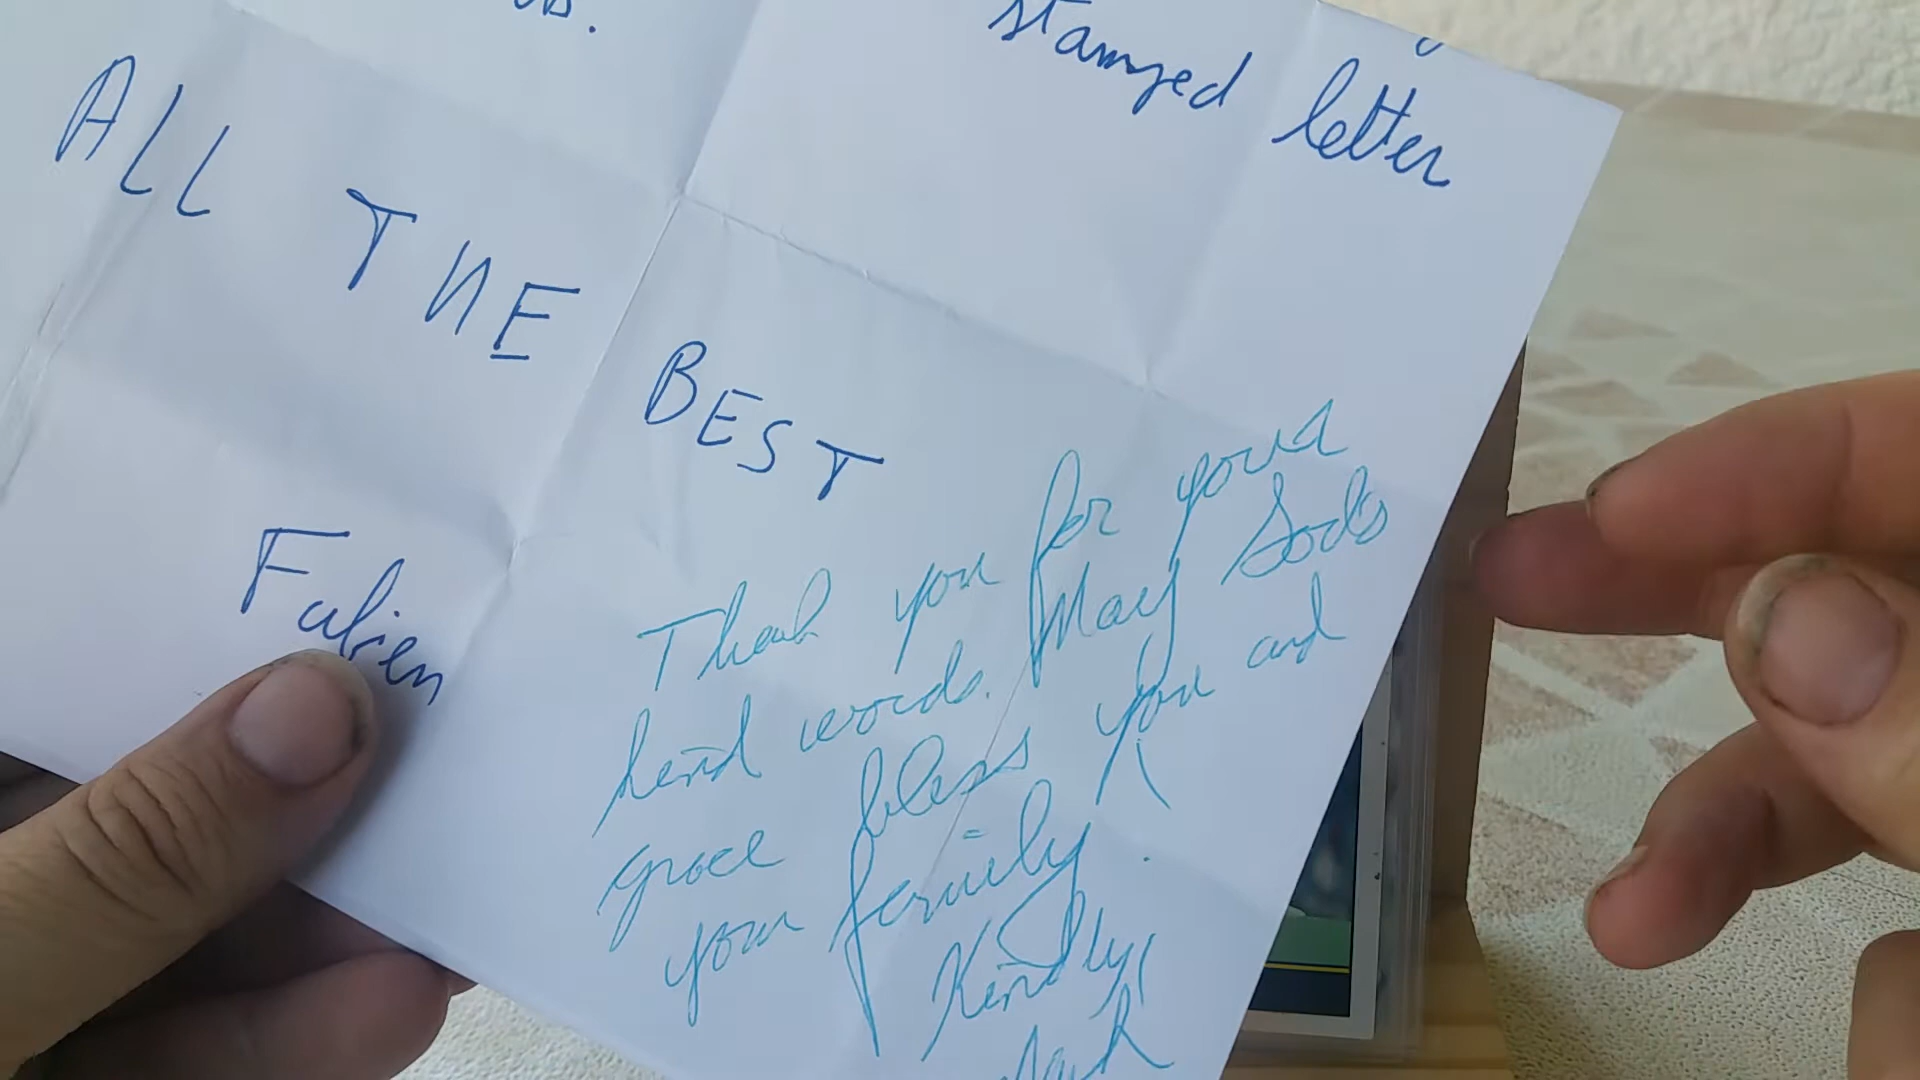 stamped letter
ALL THE BEST
Fabien
Thank you for your
kind words. May God's
grace bless you and
your family.
Kindly,